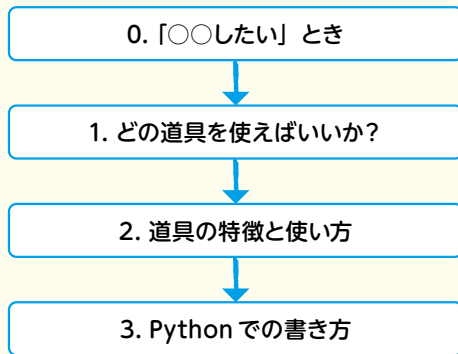 0. 「○○したい」とき
1. どの道具を使えばいいか?
2. 道具の特徴と使い方
3. Python での書き方